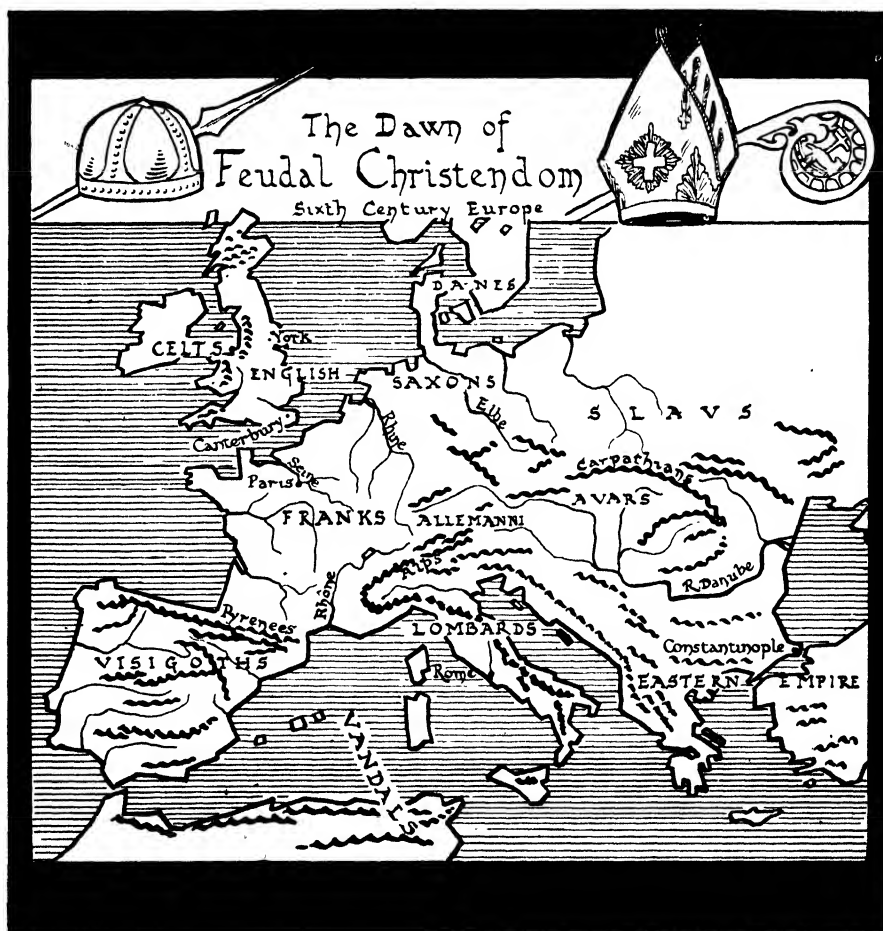 The Dawn of
Feudal Christendom
Sixth Century Europe
DANES
CELTS
York
ENGLISH
SAXONS
Elbe
SLAVS
Canterbury
Rhine
Seine
Paris
Carpathians
AVARS
FRANKS
ALLEMANNI
Alps
R. Danube
Rhône
Pyrenees
LOMBARDS
Constantinople
VISIGOTHS
Rome
EASTERN EMPIRE
VANDALS